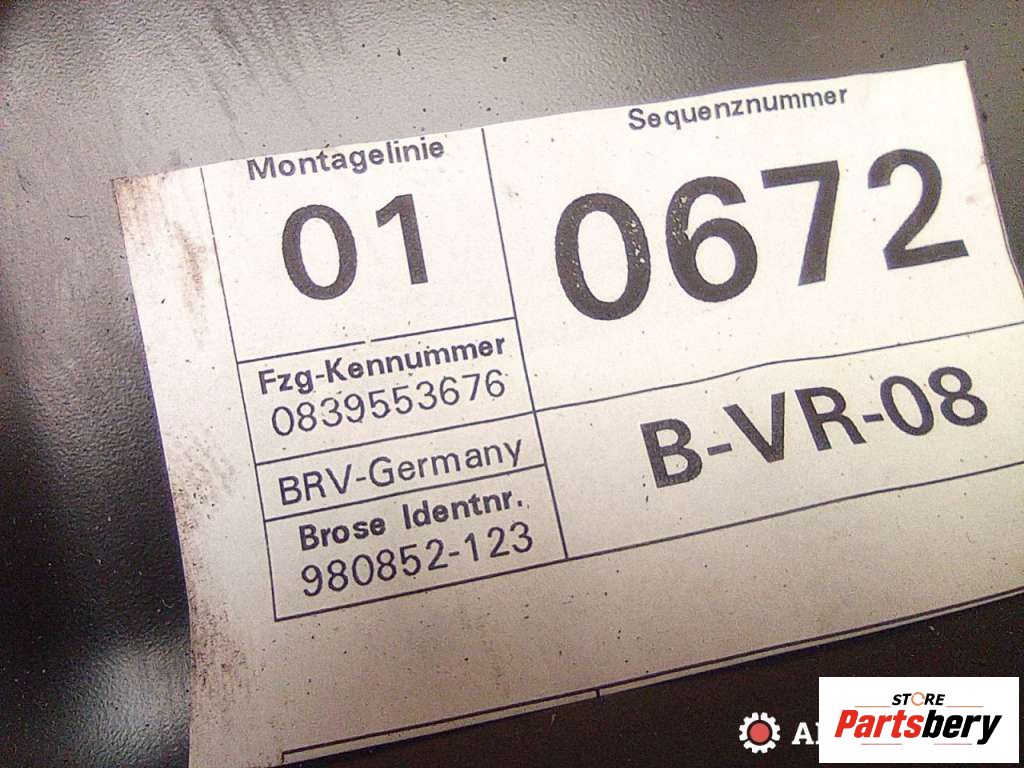 Montagelinie
01
Sequenznummer
0672
Fzg-Kennummer
0839553676
BRV-Germany
Brose Identnr.
980852-123
B-VR-08
STORE
Partsbery